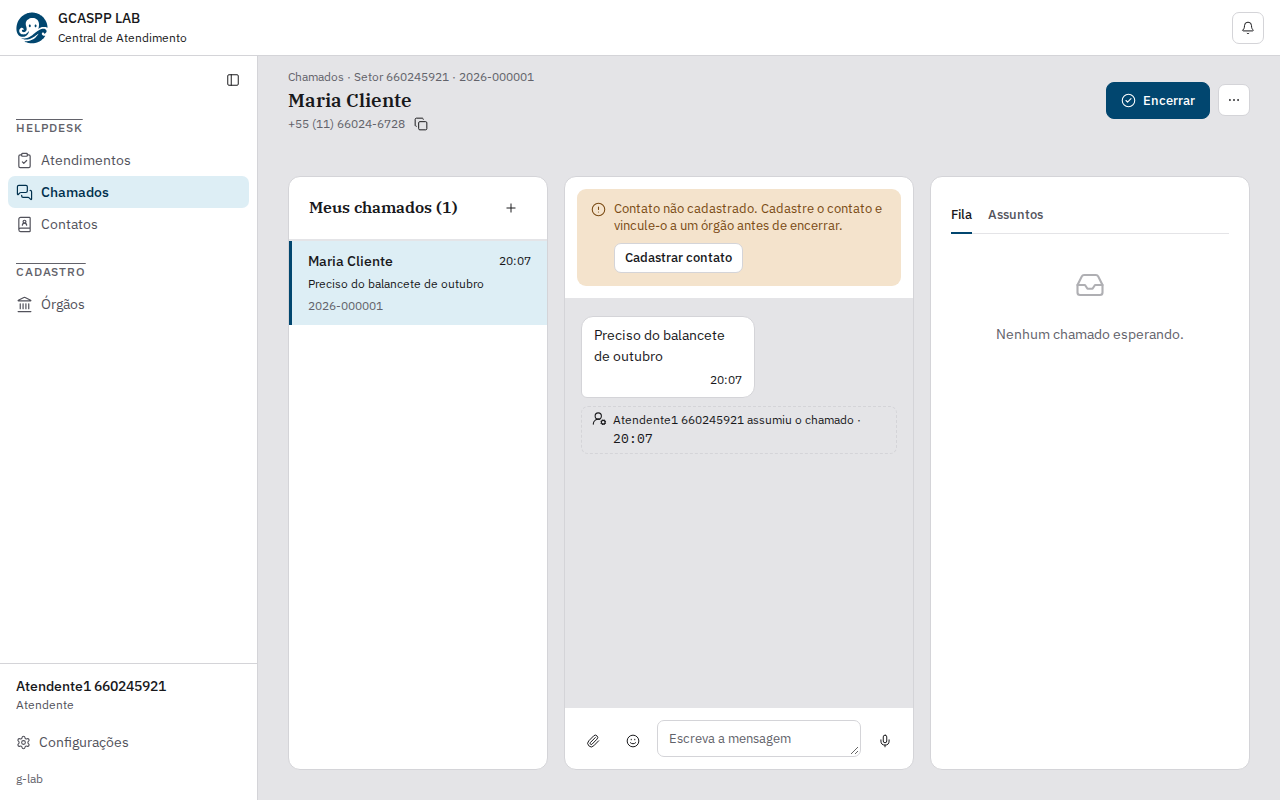 GCASPP LAB
Central de Atendimento
HELPDESK
Atendimentos
Chamados
Contatos
CADASTRO
Órgãos
Atendente1 660245921
Atendente
Configurações
g-lab
Chamados · Setor 660245921 · 2026-000001
Maria Cliente
+55 (11) 66024-6728
Encerrar
Meus chamados (1)
Maria Cliente 20:07
Preciso do balancete de outubro
2026-000001
Contato não cadastrado. Cadastre o contato e
vincule-o a um órgão antes de encerrar.
Cadastrar contato
Preciso do balancete
de outubro
20:07
Atendente1 660245921 assumiu o chamado ·
20:07
Escreva a mensagem
Fila Assuntos
Nenhum chamado esperando.